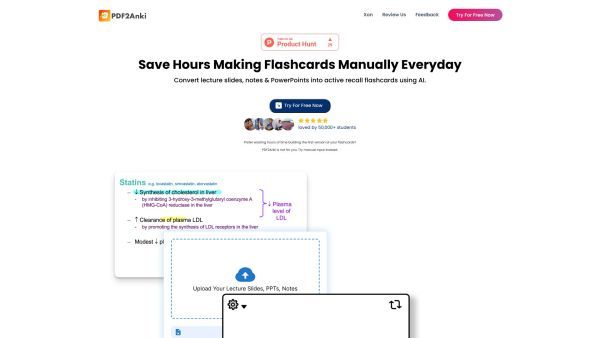 PDF2Anki
Xon Review Us Feedback Try For Free Now
FEATURED ON
Product Hunt
Save Hours Making Flashcards Manually Everyday
Convert lecture slides, notes & PowerPoints into active recall flashcards using AI.
Try For Free Now
loved by 50,000+ students
Prefer wasting hours of time building the first version of your flashcards?
PDF2Anki is not for you. Try manual input instead.
Statins e.g. lovastatin, simvastatin, atorvastatin
– ↓ Synthesis of cholesterol in liver
- by inhibiting 3-hydroxy-3-methylglutaryl coenzyme A
(HMG-CoA) reductase in the liver
↓ Plasma
level of
LDL
– ↑ Clearance of plasma LDL
- by promoting the synthesis of LDL receptors in the liver
– Modest ↓ pl
Upload Your Lecture Slides, PPTs, Notes